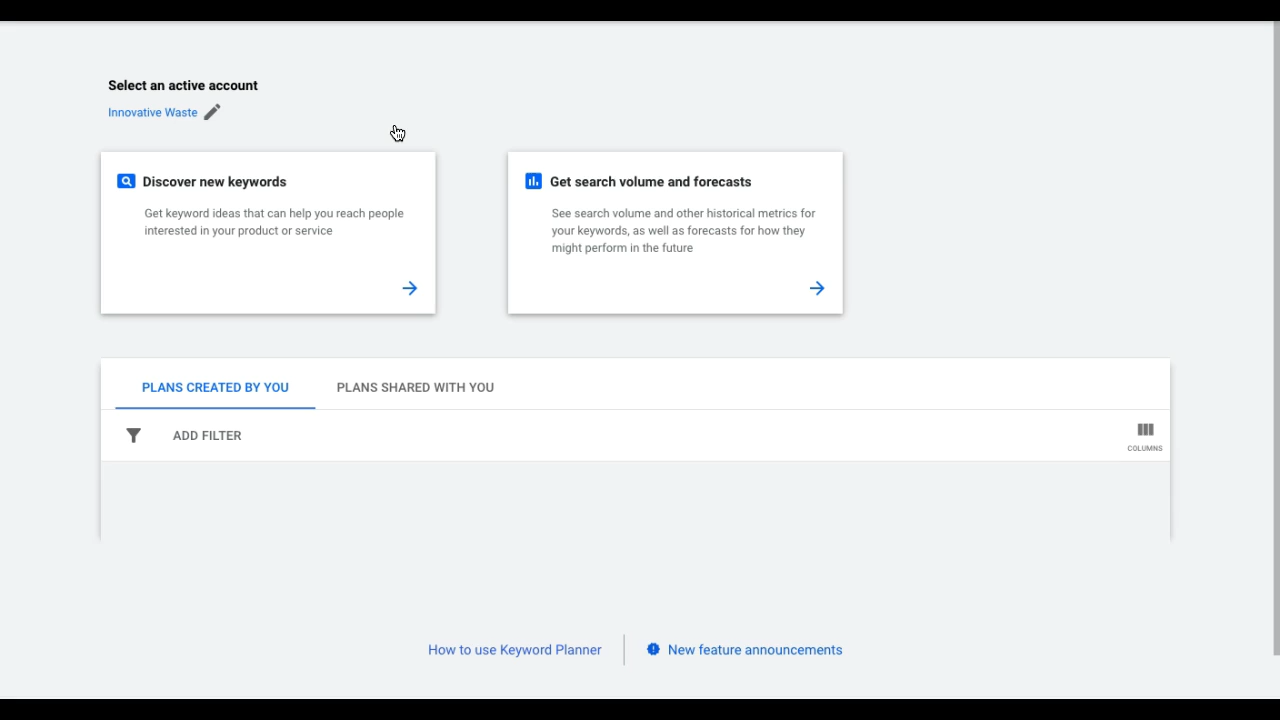 Select an active account
Innovative Waste
Discover new keywords
Get keyword ideas that can help you reach people
interested in your product or service
Get search volume and forecasts
See search volume and other historical metrics for
your keywords, as well as forecasts for how they
might perform in the future
PLANS CREATED BY YOU
PLANS SHARED WITH YOU
ADD FILTER
COLUMNS
How to use Keyword Planner
New feature announcements